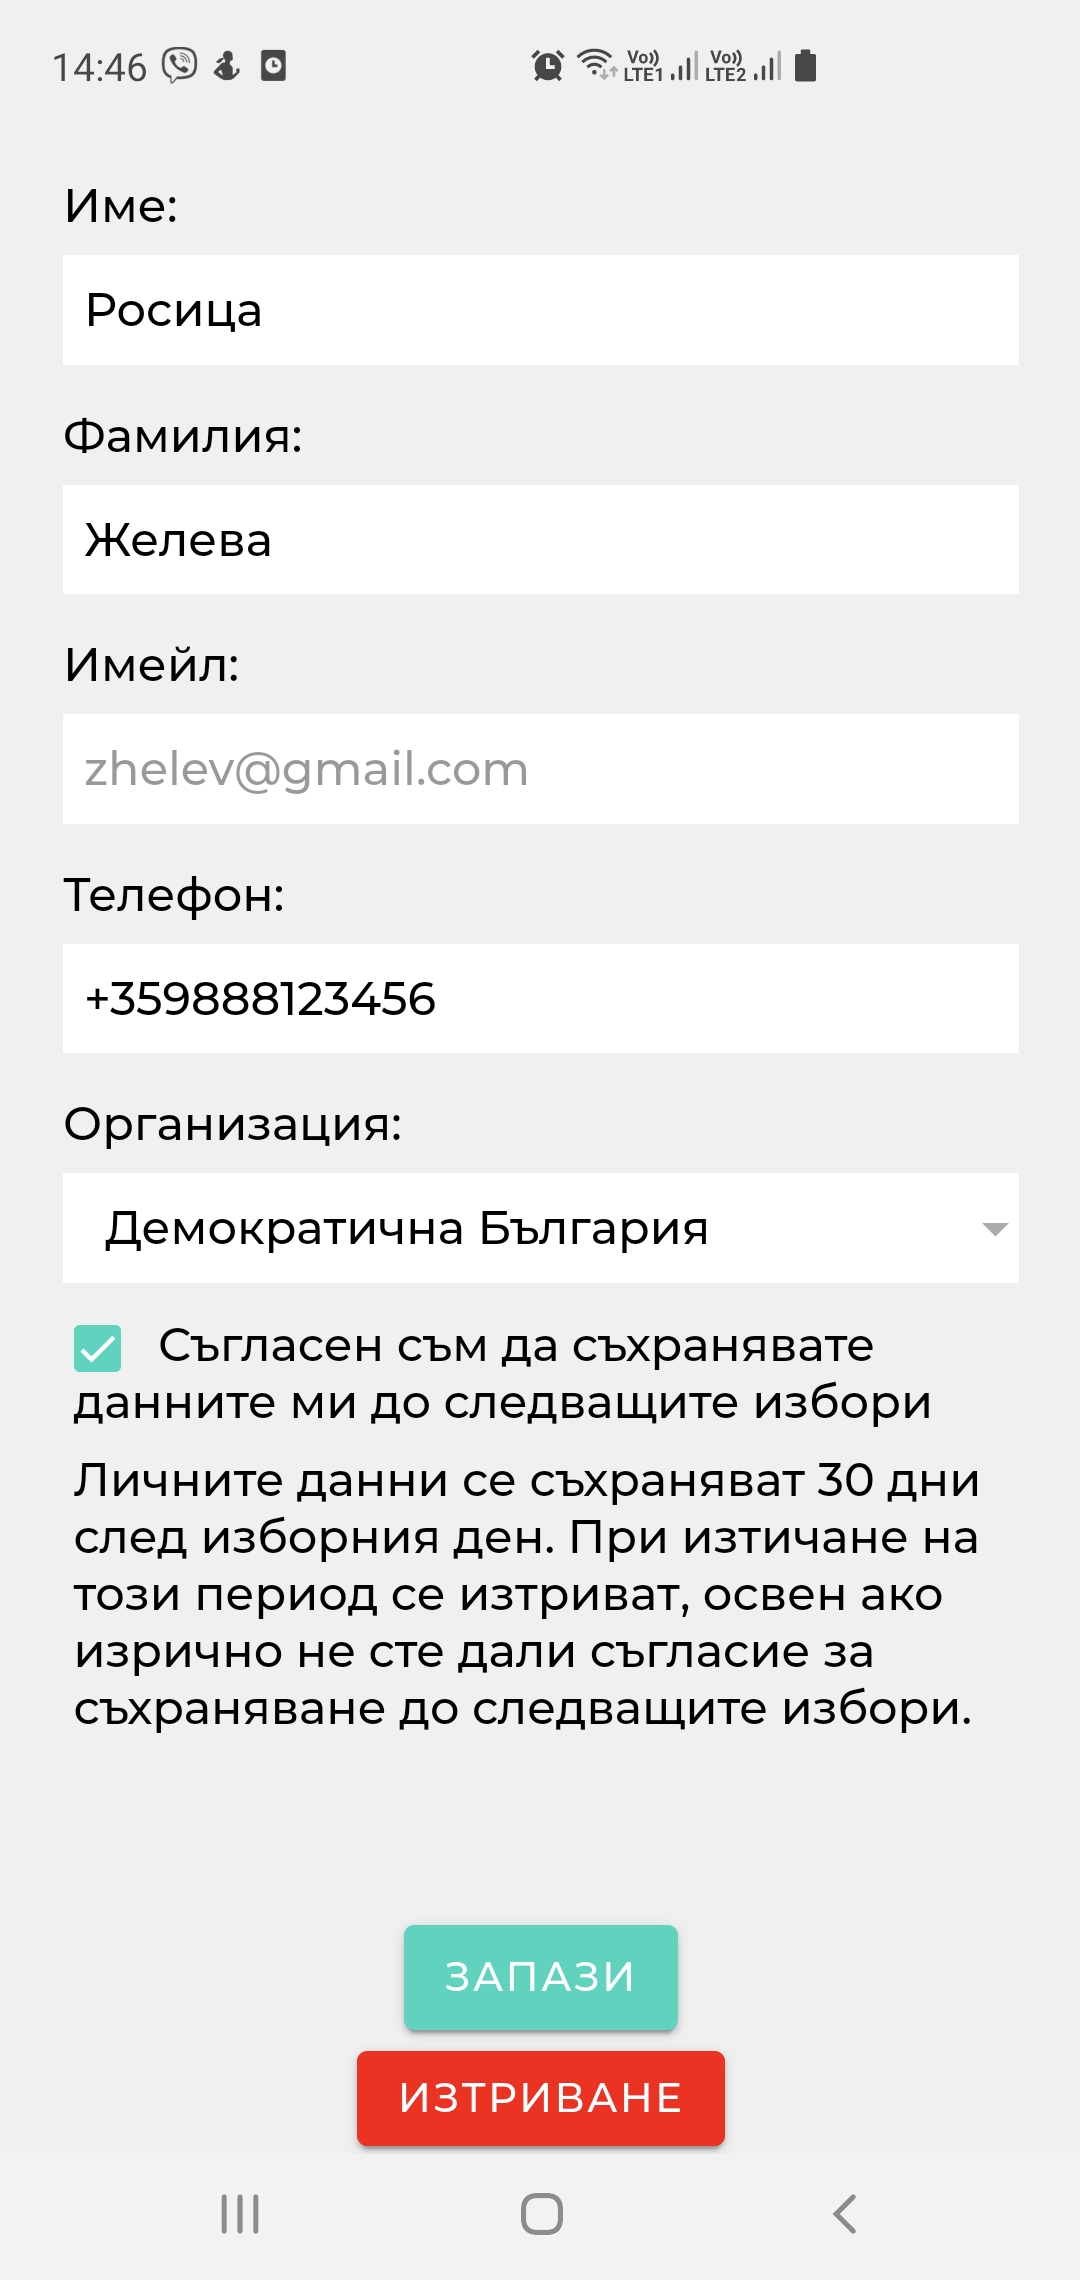 14:46
Vo)) LTE1 Vo)) LTE2
Име:
Росица
Фамилия:
Желева
Имейл:
zhelev@gmail.com
Телефон:
+359888123456
Организация:
Демократична България
Съгласен съм да съхранявате
данните ми до следващите избори
Личните данни се съхраняват 30 дни
след изборния ден. При изтичане на
този период се изтриват, освен ако
изрично не сте дали съгласие за
съхраняване до следващите избори.
ЗАПАЗИ
ИЗТРИВАНЕ